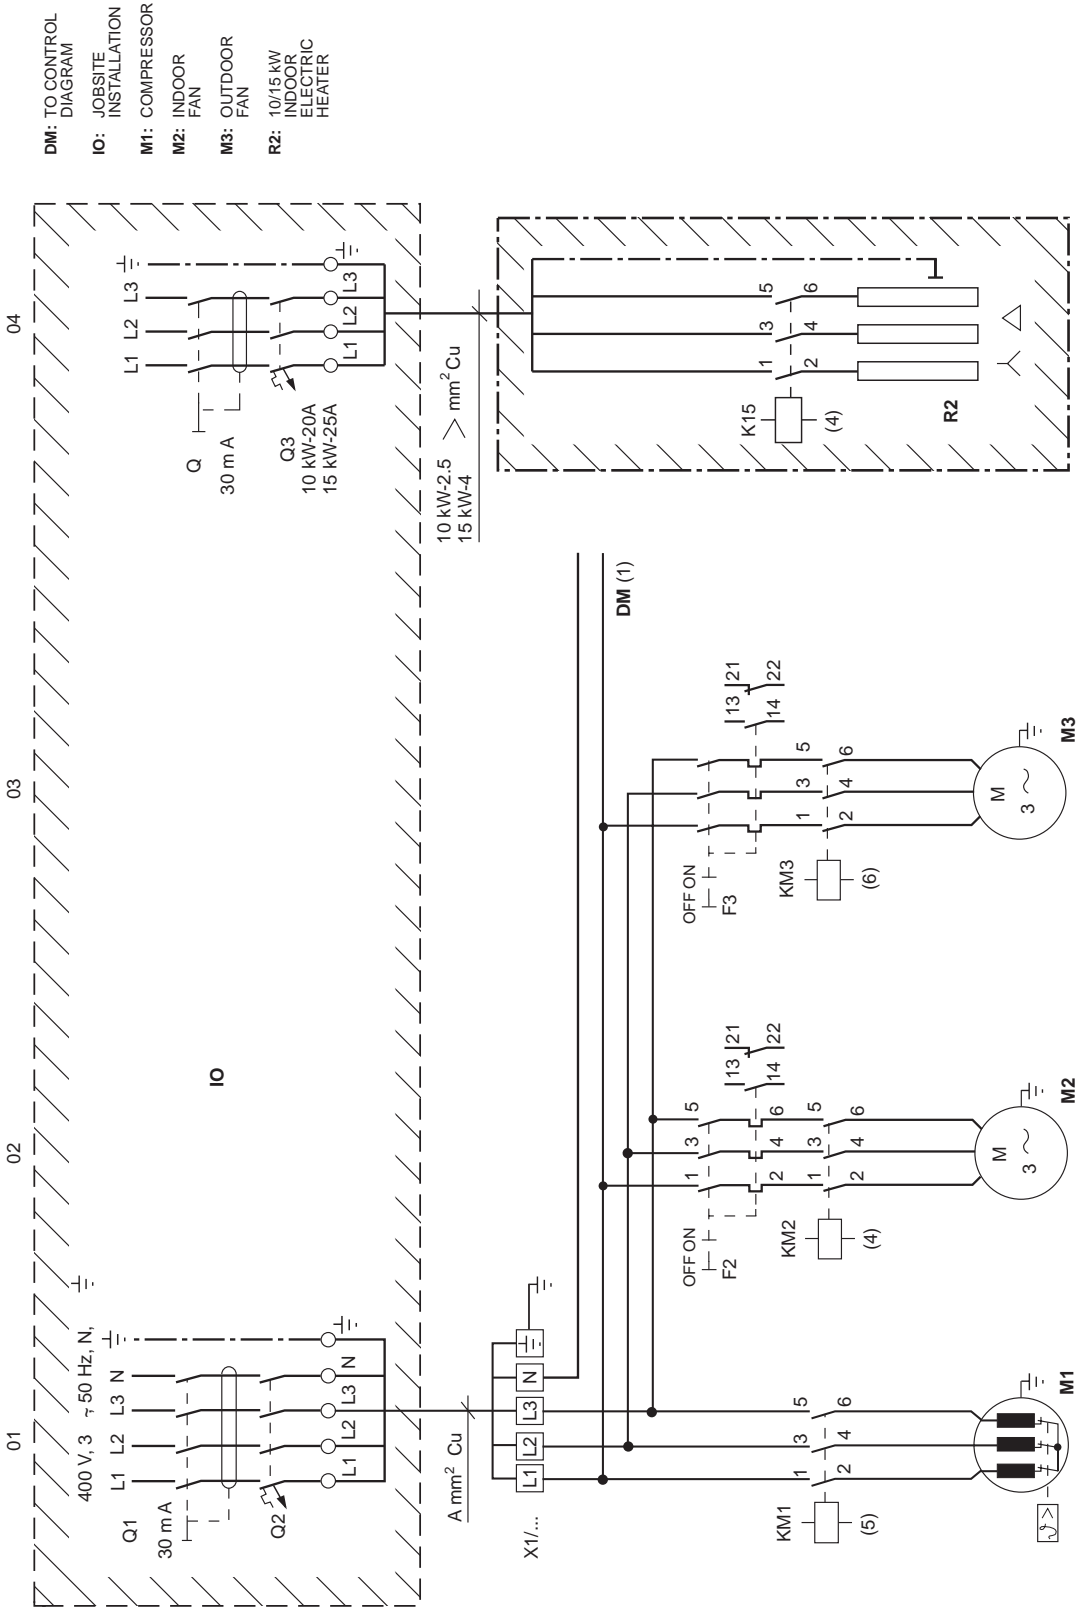 01
02
03
04
DM: TO CONTROL
DIAGRAM
IO: JOBSITE
INSTALLATION
M1: COMPRESSOR
M2: INDOOR
FAN
M3: OUTDOOR
FAN
R2: 10/15 kW
INDOOR
ELECTRIC
HEATER
400 V, 3 ~ 50 Hz, N,
L1 L2 L3 N
Q1
30 m A
Q2
L1 L2 L3 N
IO
L1 L2 L3
Q
30 m A
Q3
10 kW-20A
15 kW-25A
L1 L2 L3
A mm² Cu
10 kW-2.5
15 kW-4
> mm² Cu
X1/...
L1 L2 L3 N
DM (1)
K15
(4)
1 3 5
2 4 6
R2
OFF ON
F2
1 3 5
2 4 6
13 21
14 22
OFF ON
F3
13 21
14 22
KM1
(5)
1 3 5
2 4 6
KM2
(4)
1 3 5
2 4 6
KM3
(6)
1 3 5
2 4 6
M1
M
3 ~
M2
M
3 ~
M3